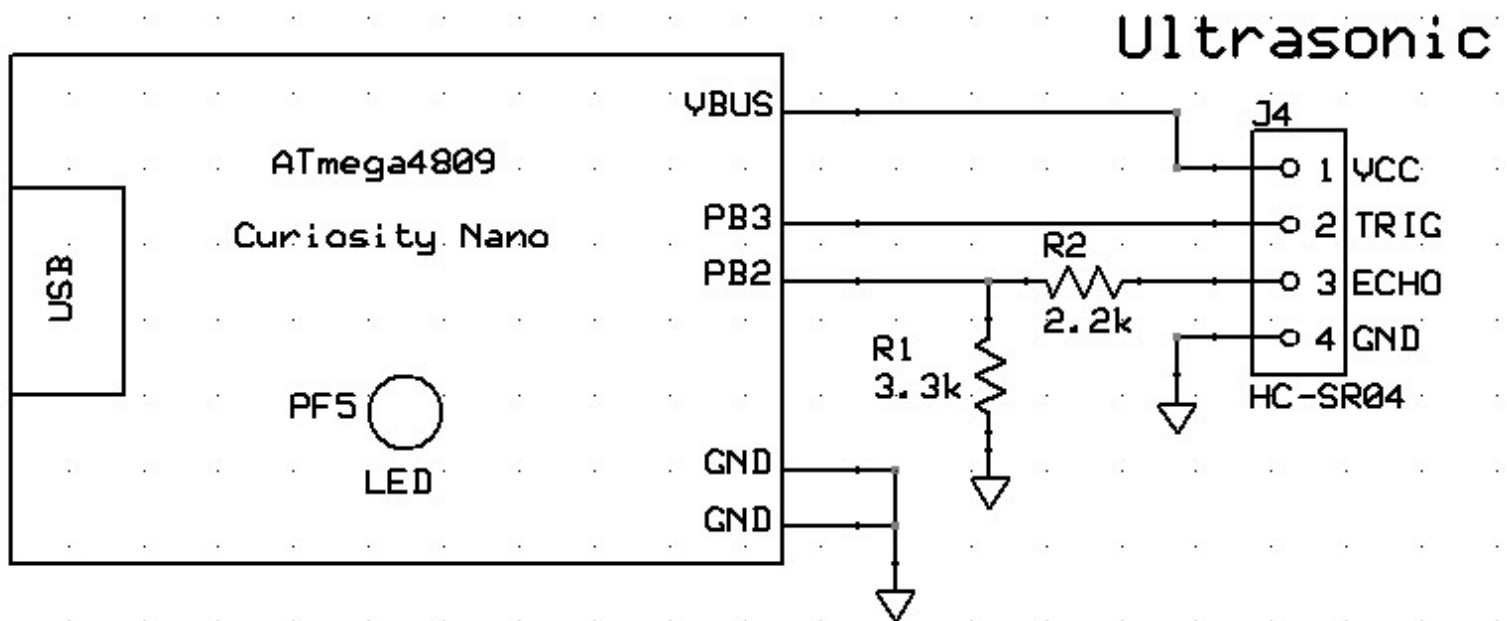 Ultrasonic
VBUS
J4
ATmega4809
1 VCC
Curiosity Nano
PB3
2 TRIG
R2
USB
PB2
3 ECHO
2.2k
R1
4 GND
3.3k
HC-SR04
PF5
LED
GND
GND